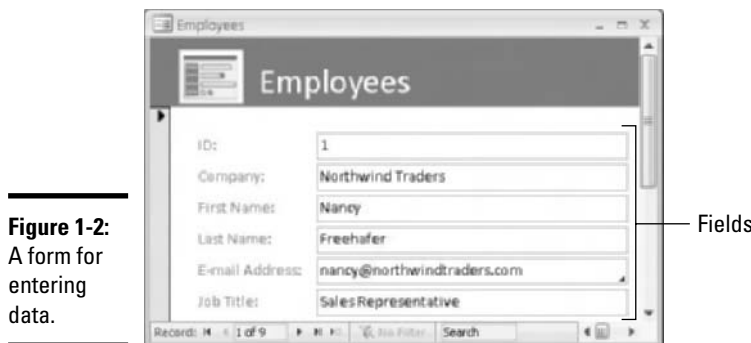 Employees
Employees
ID: 1
Company: Northwind Traders
First Name: Nancy
Last Name: Freehafer
E-mail Address: nancy@northwindtraders.com
Job Title: Sales Representative
Record: 1 of 9 No Filter Search
Fields
Figure 1-2:
A form for
entering
data.